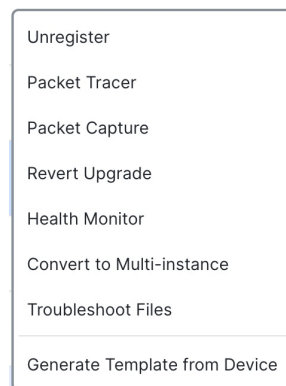 Unregister
Packet Tracer
Packet Capture
Revert Upgrade
Health Monitor
Convert to Multi-instance
Troubleshoot Files
Generate Template from Device